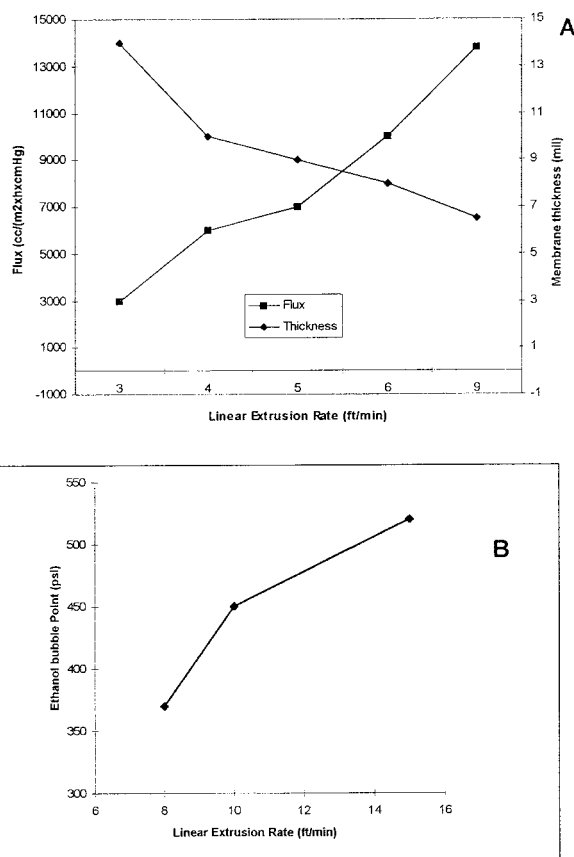 A
15000
13000
11000
9000
7000
5000
3000
1000
-1000
Flux (cc/(m2xhxcmHg)
15
13
11
9
7
5
3
1
-1
Membrane thickness (mil)
Flux
Thickness
3 4 5 6 9
Linear Extrusion Rate (ft/min)
B
550
500
450
400
350
300
Ethanol bubble Point (psi)
6 8 10 12 14 16
Linear Extrusion Rate (ft/min)